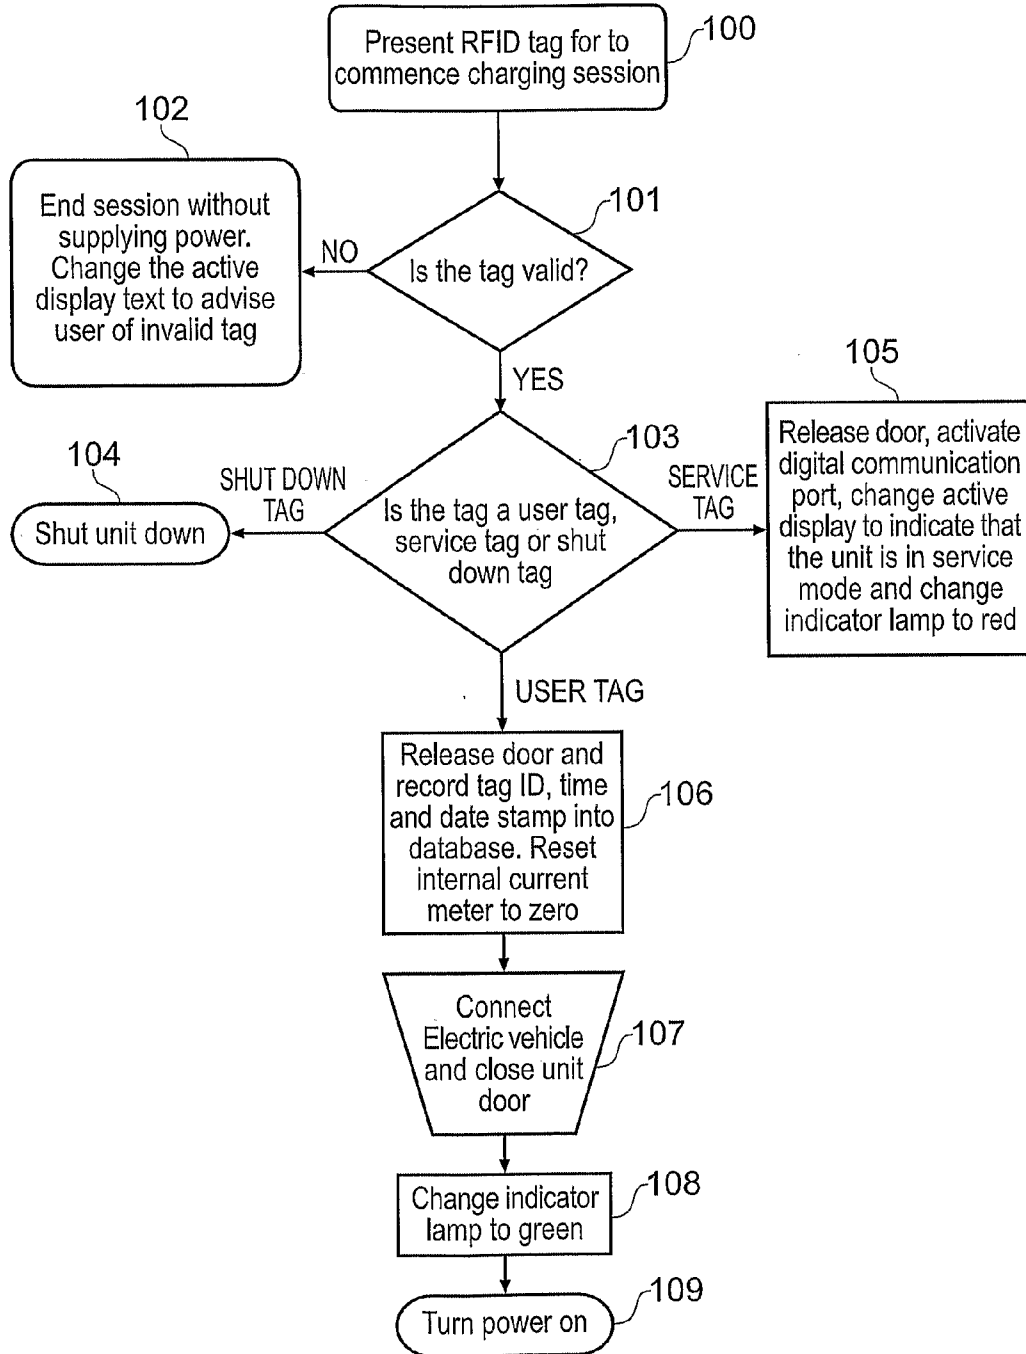 Present RFID tag for to
commence charging session
100
102
End session without
supplying power.
Change the active
display text to advise
user of invalid tag
NO
101
Is the tag valid?
YES
105
Release door, activate
digital communication
port, change active
display to indicate that
the unit is in service
mode and change
indicator lamp to red
103
Is the tag a user tag,
service tag or shut
down tag
SERVICE
TAG
SHUT DOWN
TAG
104
Shut unit down
USER TAG
Release door and
record tag ID, time
and date stamp into
database. Reset
internal current
meter to zero
106
Connect
Electric vehicle
and close unit
door
107
Change indicator
lamp to green
108
Turn power on
109